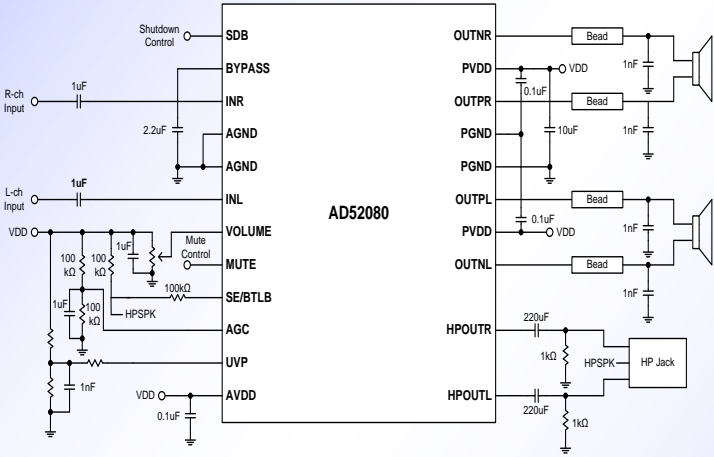 Shutdown
Control
SDB
BYPASS
1uF
R-ch
Input
INR
2.2uF
AGND
AGND
1uF
L-ch
Input
INL
VDD
VOLUME
100
kΩ
100
kΩ
1uF
Mute
Control
MUTE
100kΩ
SE/BTLB
1uF
100
kΩ
HPSPK
AGC
UVP
1nF
VDD
AVDD
0.1uF
AD52080
OUTNR
Bead
1nF
PVDD
VDD
0.1uF
OUTPR
Bead
1nF
PGND
10uF
PGND
OUTPL
Bead
0.1uF
1nF
PVDD
VDD
OUTNL
Bead
1nF
HPOUTR
220uF
1kΩ
HPSPK
HP Jack
HPOUTL
220uF
1kΩ